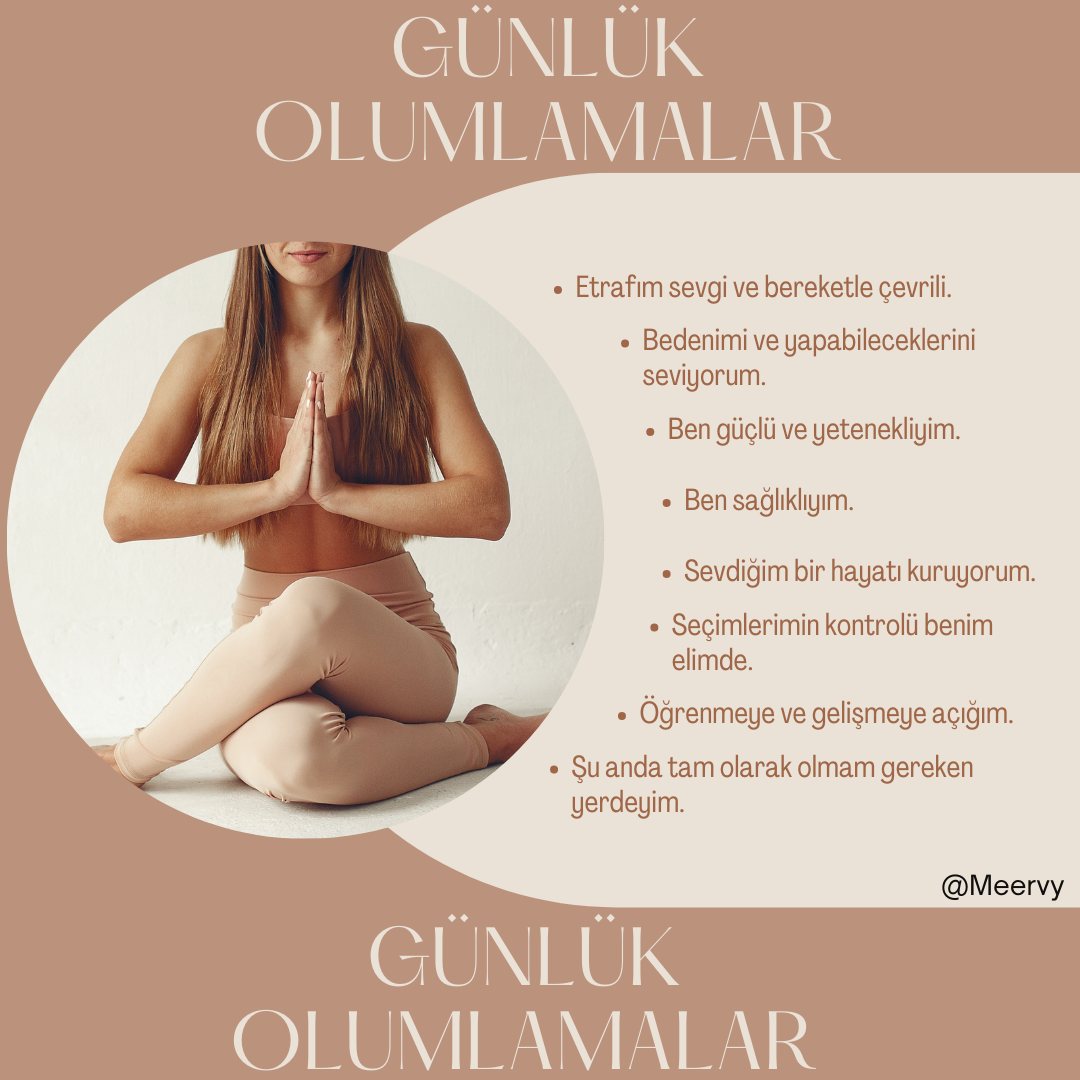 GÜNLÜK
OLUMLAMALAR
• Etrafım sevgi ve bereketle çevrili.
• Bedenimi ve yapabileceklerini
seviyorum.
• Ben güçlü ve yetenekliyim.
• Ben sağlıklıyım.
• Sevdiğim bir hayatı kuruyorum.
• Seçimlerimin kontrolü benim
elimde.
• Öğrenmeye ve gelişmeye açığım.
• Şu anda tam olarak olmam gereken
yerdeyim.
@Meervy
GÜNLÜK
OLUMLAMALAR